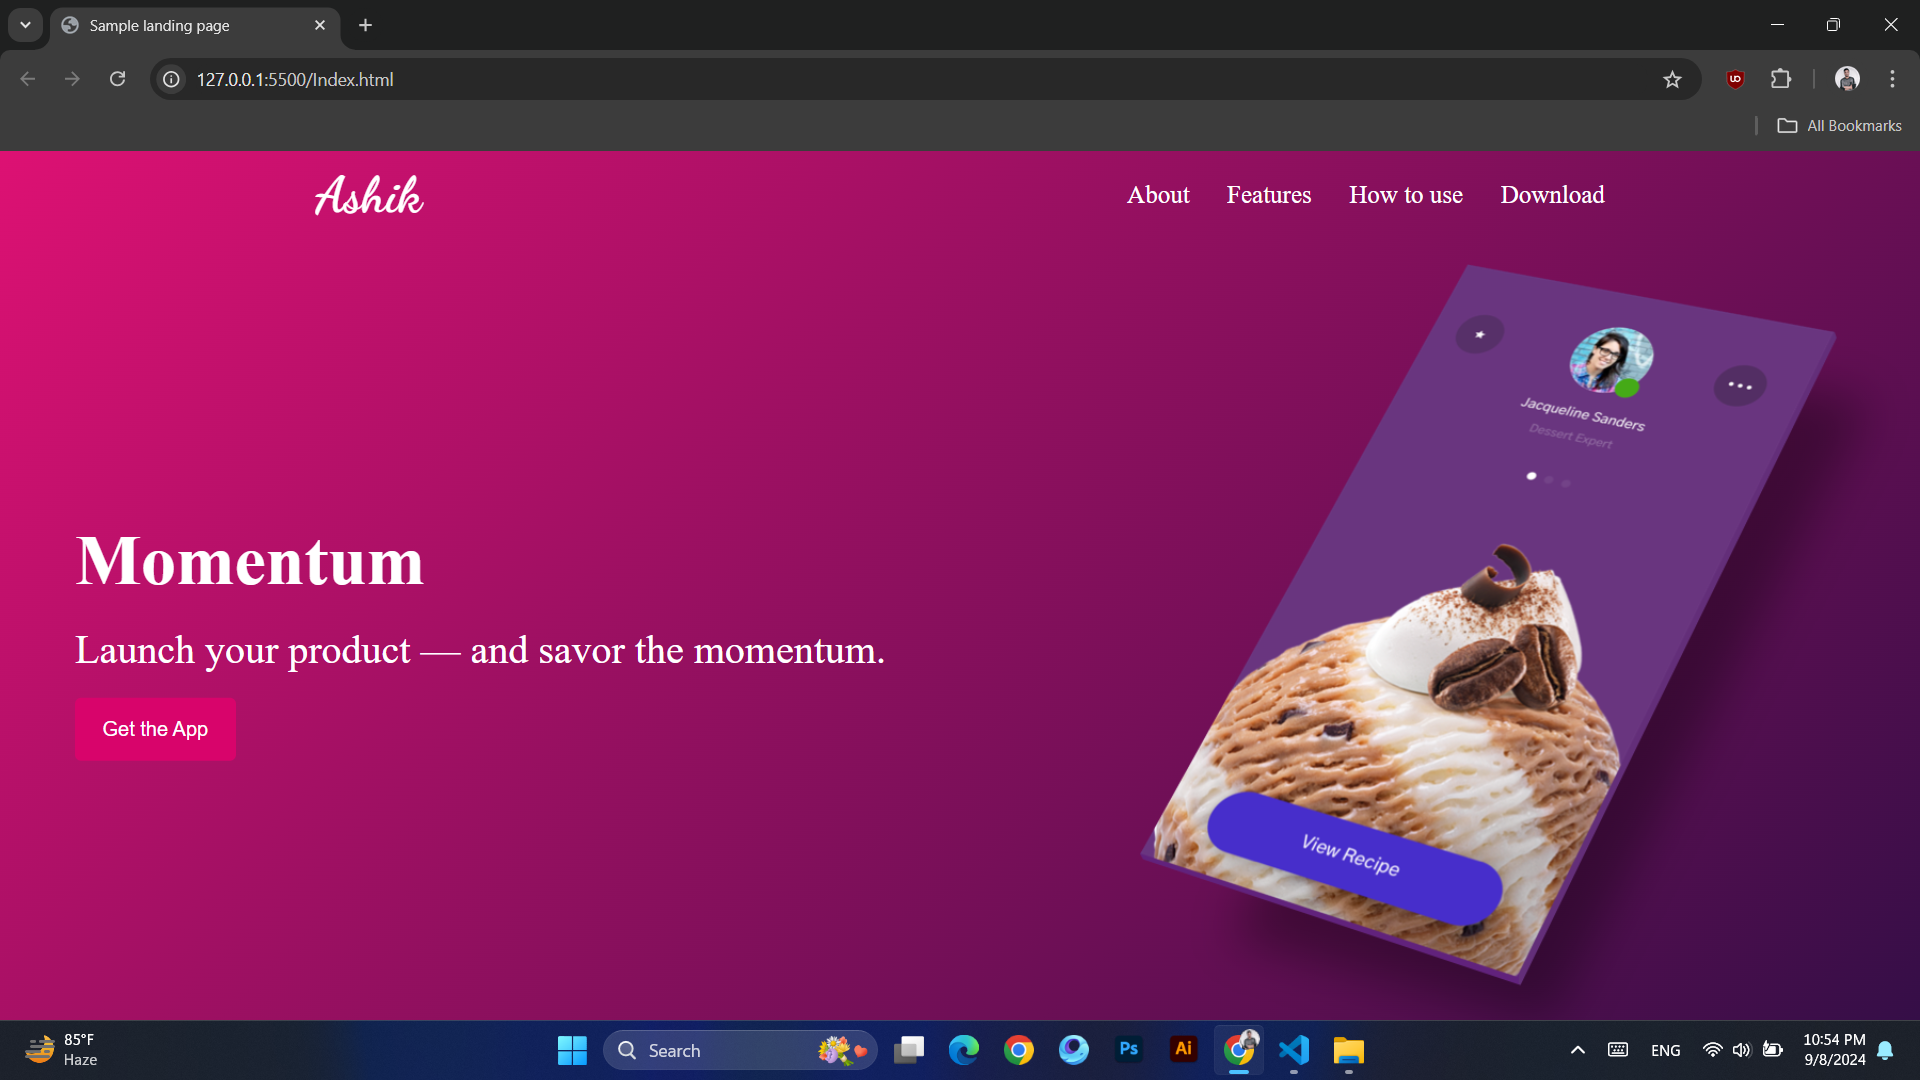 Sample landing page
127.0.0.1:5500/Index.html
All Bookmarks
Ashik
About Features How to use Download
Jacqueline Sanders
Dessert Expert
Momentum
Launch your product — and savor the momentum.
Get the App
View Recipe
85°F
Haze
Search
Ps
Ai
ENG
10:54 PM
9/8/2024